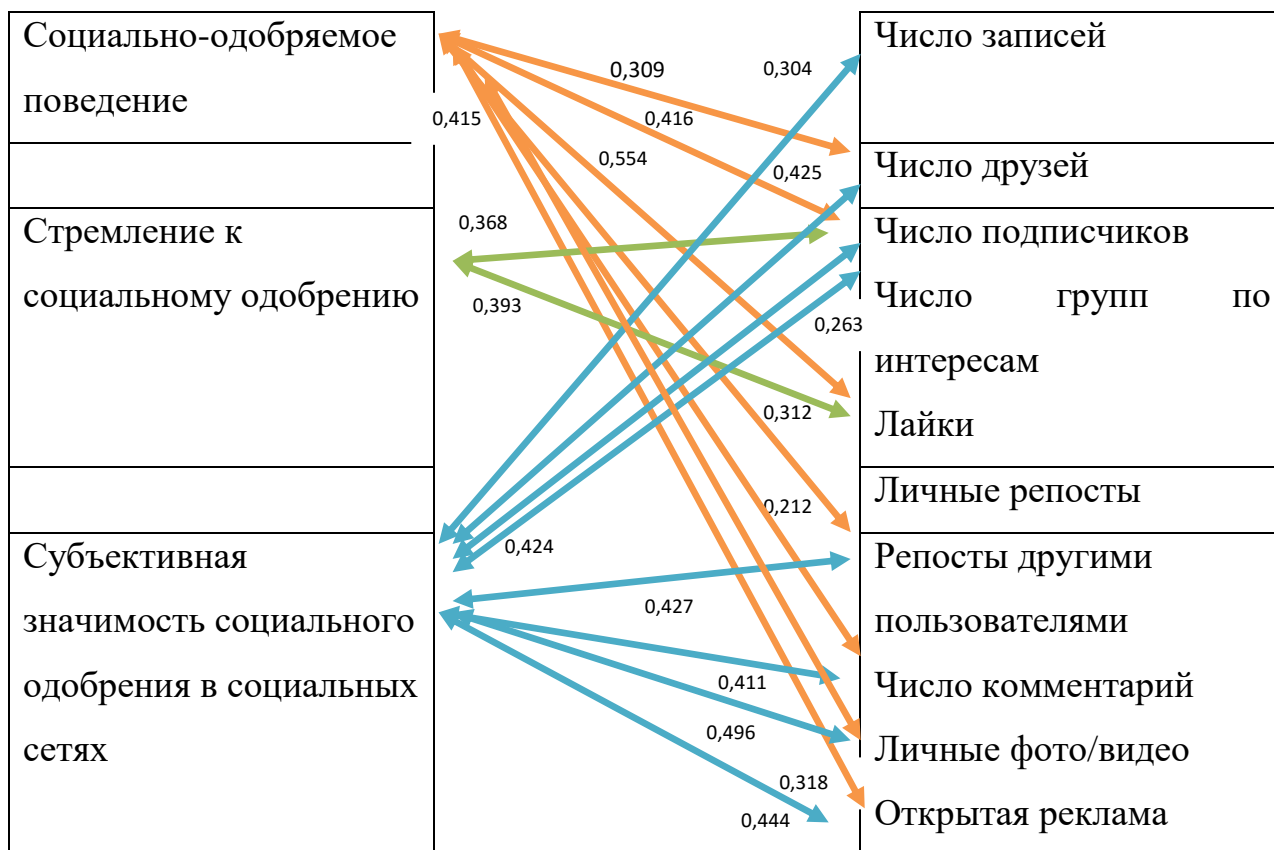 Социально-одобряемое
поведение
Стремление к
социальному одобрению
Субъективная
значимость социального
одобрения в социальных
сетях
0,309
0,304
0,415
0,416
0,554
0,425
0,368
0,393
0,263
0,312
0,212
0,424
0,427
0,411
0,496
0,318
0,444
Число записей
Число друзей
Число подписчиков
Число групп по
интересам
Лайки
Личные репосты
Репосты другими
пользователями
Число комментарий
Личные фото/видео
Открытая реклама